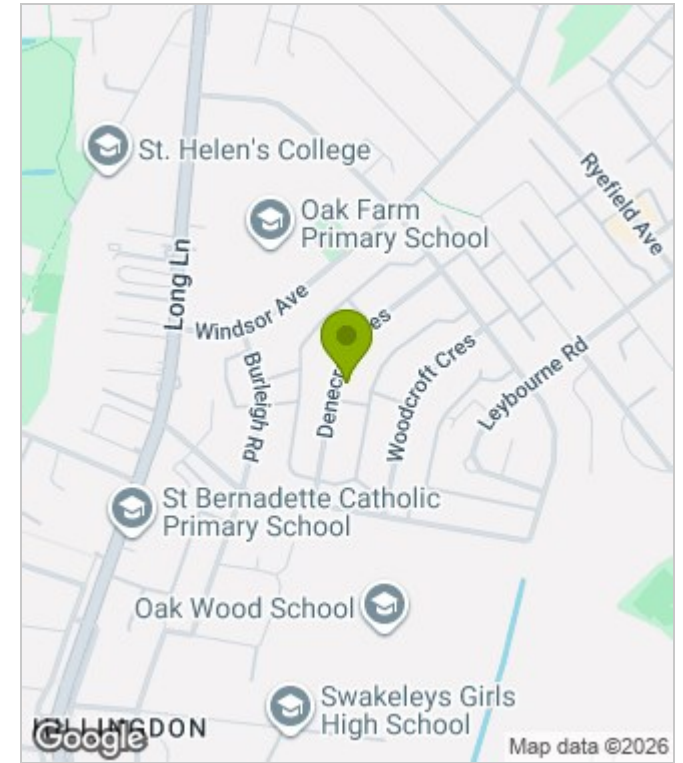 St. Helen's College
Oak Farm
Primary School
Ryefield Ave
Long Ln
Windsor Ave
Burleigh Rd
Woodcroft Cres
Leybourne Rd
St Bernadette Catholic
Primary School
Oak Wood School
Swakeleys Girls
High School
Google
Map data ©2026